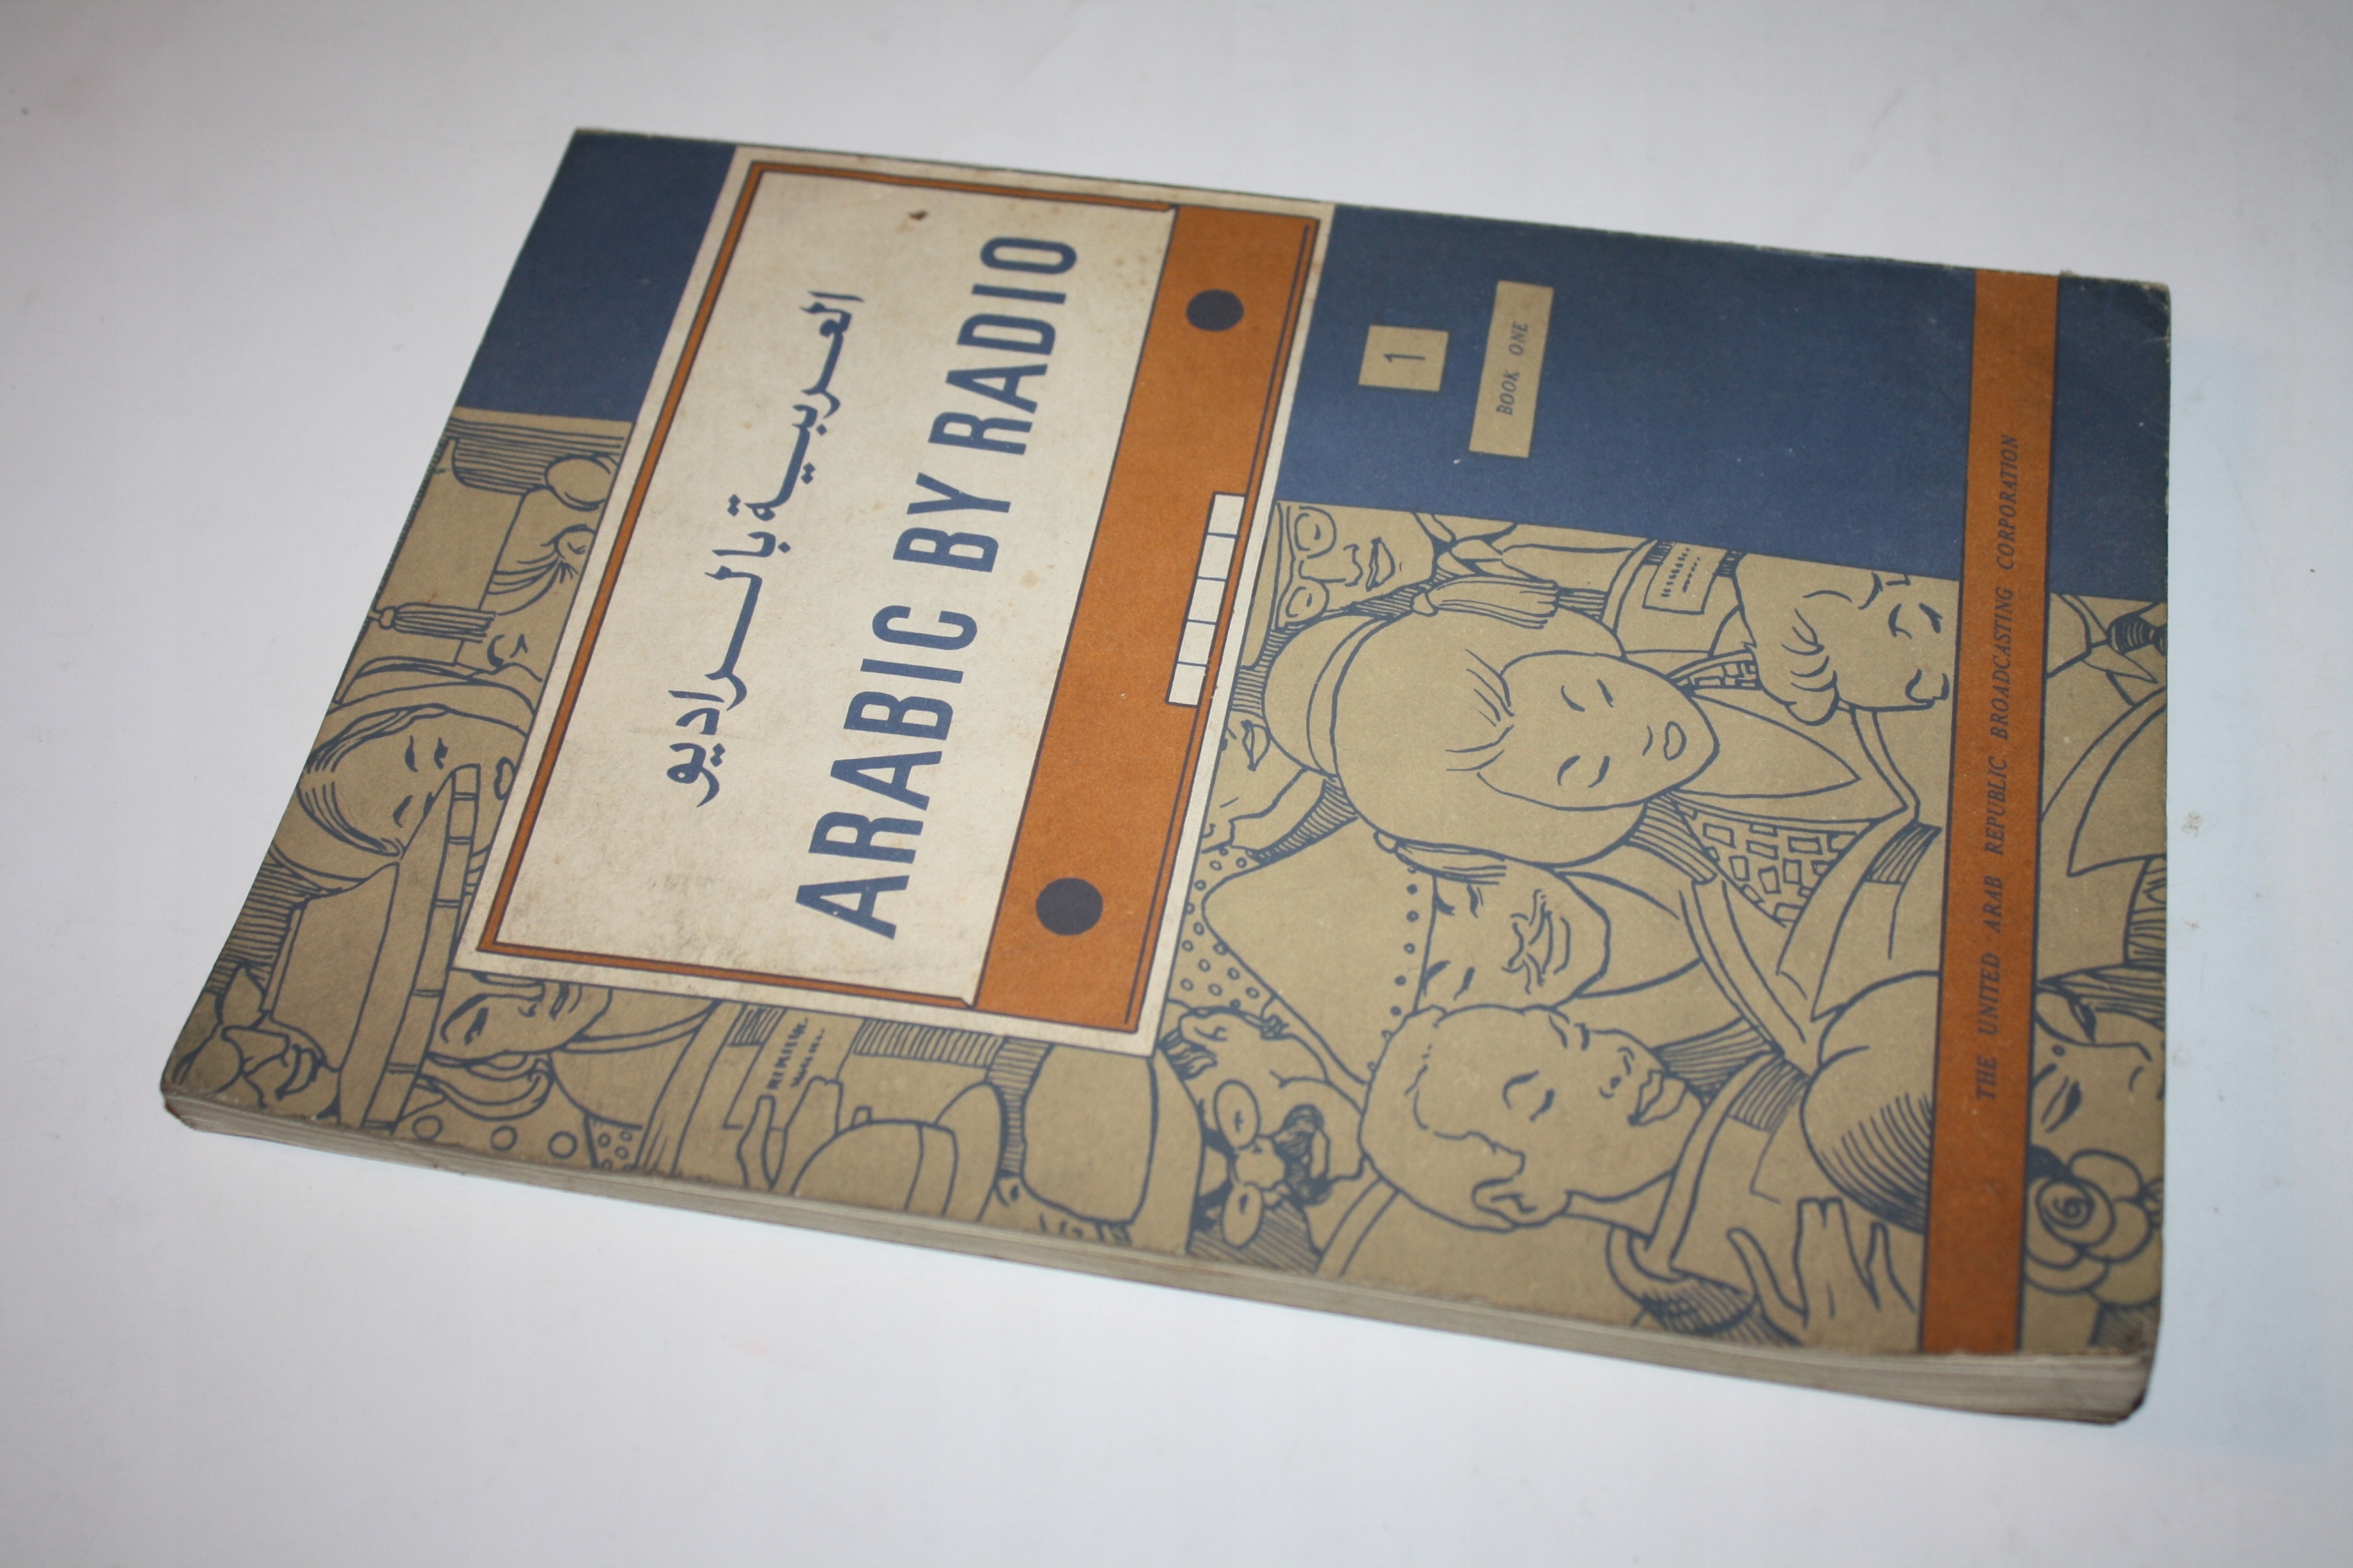 العربية بالراديو
ARABIC BY RADIO
1
BOOK ONE
THE UNITED ARAB REPUBLIC BROADCASTING CORPORATION